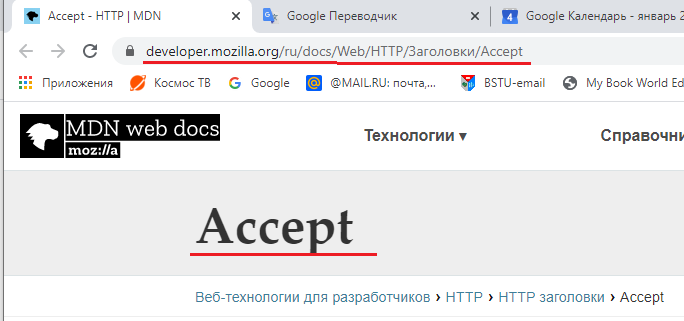 Accept - HTTP | MDN
Google Переводчик
Google Календарь - январь 2
developer.mozilla.org/ru/docs/Web/HTTP/Заголовки/Accept
Приложения
Космос ТВ
Google
@MAIL.RU: почта,...
BSTU-email
My Book World Ed
MDN web docs
moz://a
Технологии ▾
Справочни
Accept
Веб-технологии для разработчиков › HTTP › HTTP заголовки › Accept